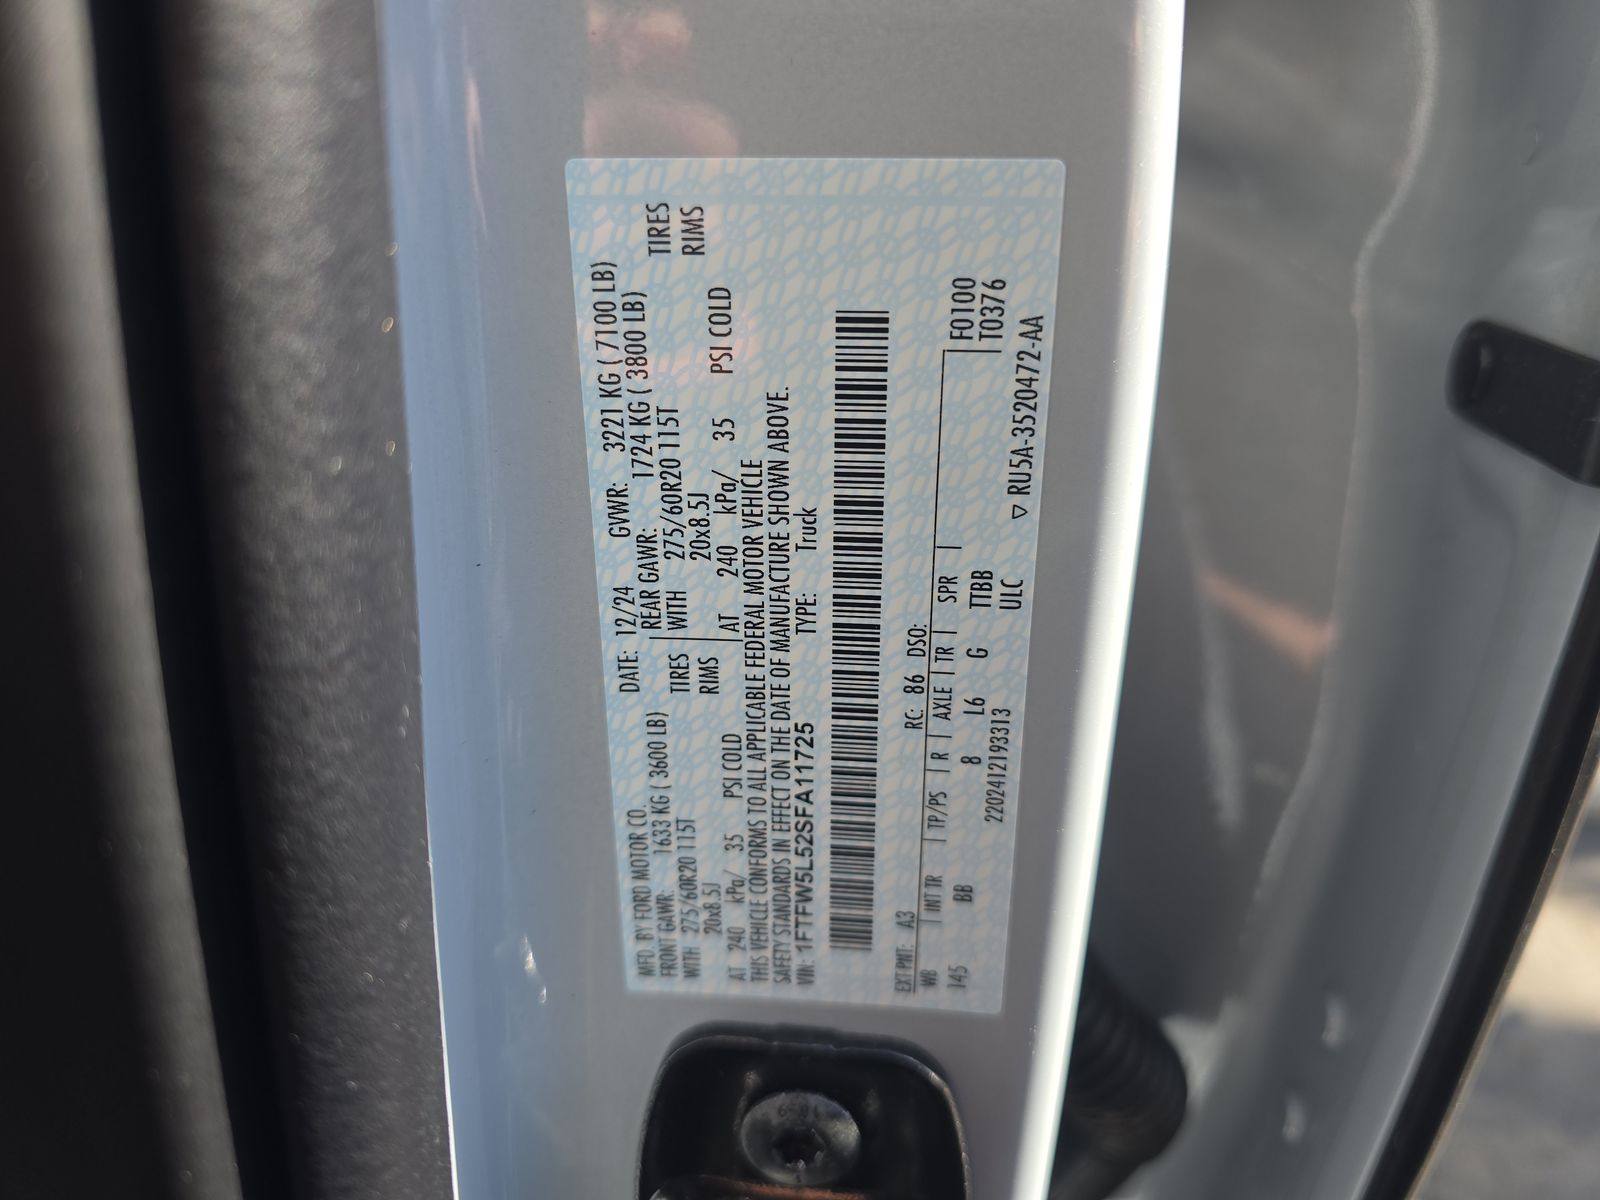 MFD. BY FORD MOTOR CO.
DATE: 12/24 GVWR: 3221 KG ( 7100 LB)
FRONT GAWR: 1633 KG ( 3600 LB)
REAR GAWR: 1724 KG ( 3800 LB)
WITH 275/60R20 115T TIRES
WITH 275/60R20 115T TIRES
20x8.5J RIMS
20x8.5J RIMS
AT 240 kPa/ 35 PSI COLD
AT 240 kPa/ 35 PSI COLD
THIS VEHICLE CONFORMS TO ALL APPLICABLE FEDERAL MOTOR VEHICLE
SAFETY STANDARDS IN EFFECT ON THE DATE OF MANUFACTURE SHOWN ABOVE.
VIN: 1FTFW5L52SFA11725 TYPE: Truck
EXT PNT: A3 RC: 86 DSO:
WB | INT TR | TP/PS | R | AXLE | TR | SPR | F0100
145 BB 8 L6 G TTBB T0376
2202412193313 ULC
▽ RU5A-3520472-AA